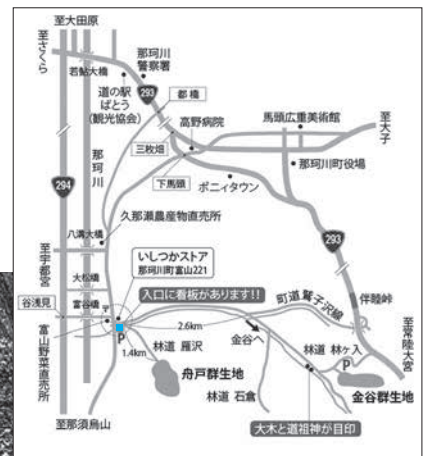 至大田原
至さくら
若鮎大橋
那珂川
警察署
道の駅
ばとう
(観光協会)
293
都橋
高野病院
馬頭広重美術館
至大子
三枚畑
那珂川町役場
那珂川
下馬頭
ポニィタウン
294
久那瀬農産物直売所
八溝大橋
至宇都宮
いしつかストア
那珂川町富山221
293
大松橋
入口に看板があります!!
町道鷲子沢線
伴睦峠
谷浅見
富谷橋
〒
2.6km
金谷へ
至常陸大宮
富山野菜直売所
P
1.4km
林道 雁沢
林道 林ヶ入
P
舟戸群生地
林道 石倉
金谷群生地
至那須烏山
大木と道祖神が目印